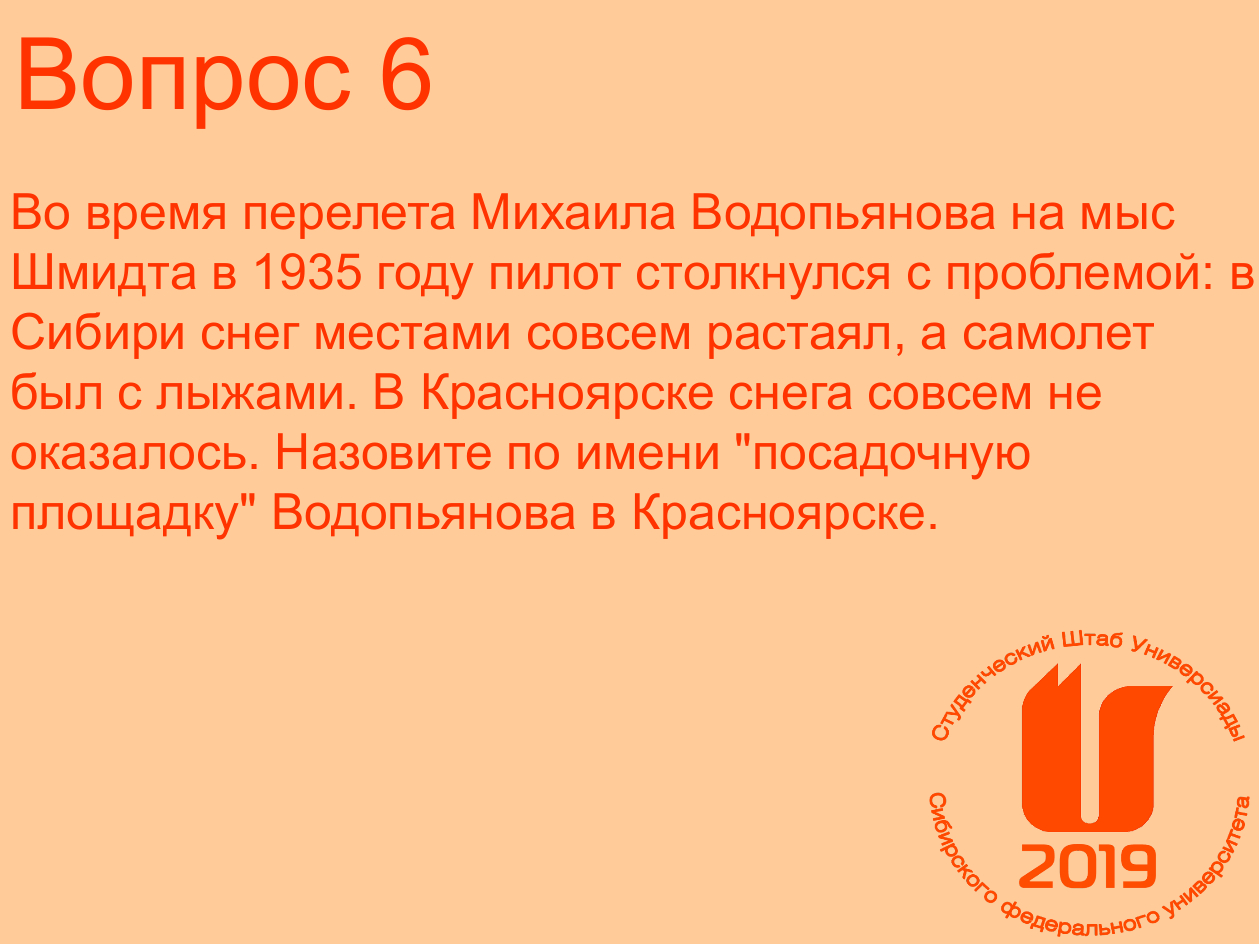 Вопрос 6
Во время перелета Михаила Водопьянова на мыс
Шмидта в 1935 году пилот столкнулся с проблемой: в
Сибири снег местами совсем растаял, а самолет
был с лыжами. В Красноярске снега совсем не
оказалось. Назовите по имени "посадочную
площадку" Водопьянова в Красноярске.
Студенческий Штаб Универсиады
2019
Сибирского федерального университета